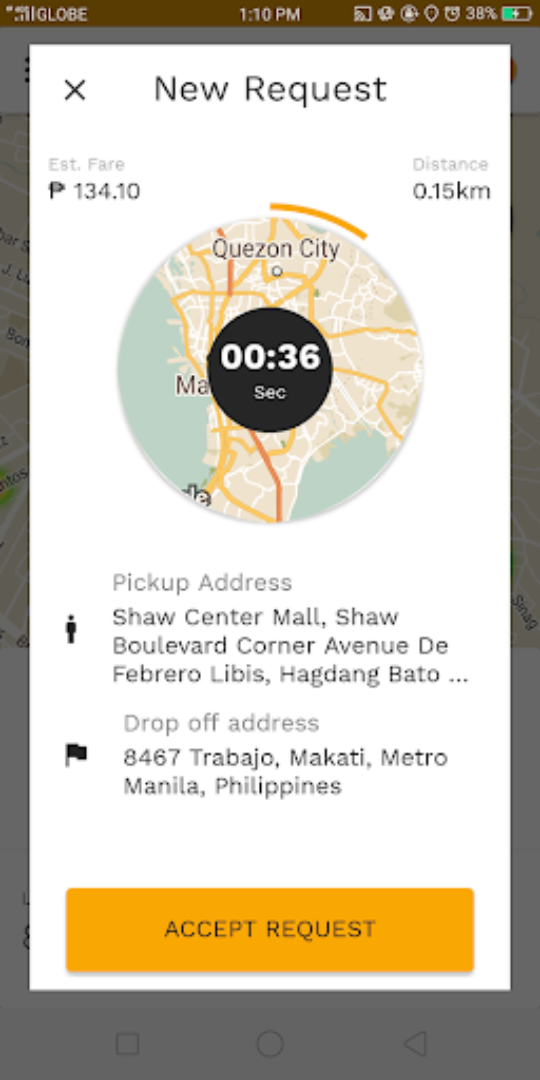 GLOBE
1:10 PM
38%
New Request
Est. Fare
Distance
₱ 134.10
0.15km
Quezon City
00:36
Ma
Sec
de
Pickup Address
Shaw Center Mall, Shaw
Boulevard Corner Avenue De
Febrero Libis, Hagdang Bato ...
Drop off address
8467 Trabajo, Makati, Metro
Manila, Philippines
ACCEPT REQUEST
Sinag